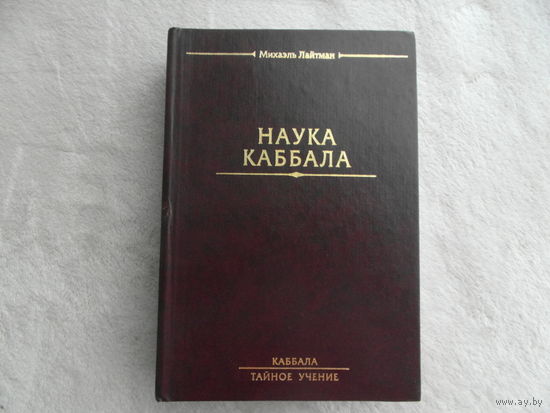 Михаэль Лайтман
НАУКА
КАББАЛА
КАББАЛА
ТАЙНОЕ УЧЕНИЕ
© www.ay.by